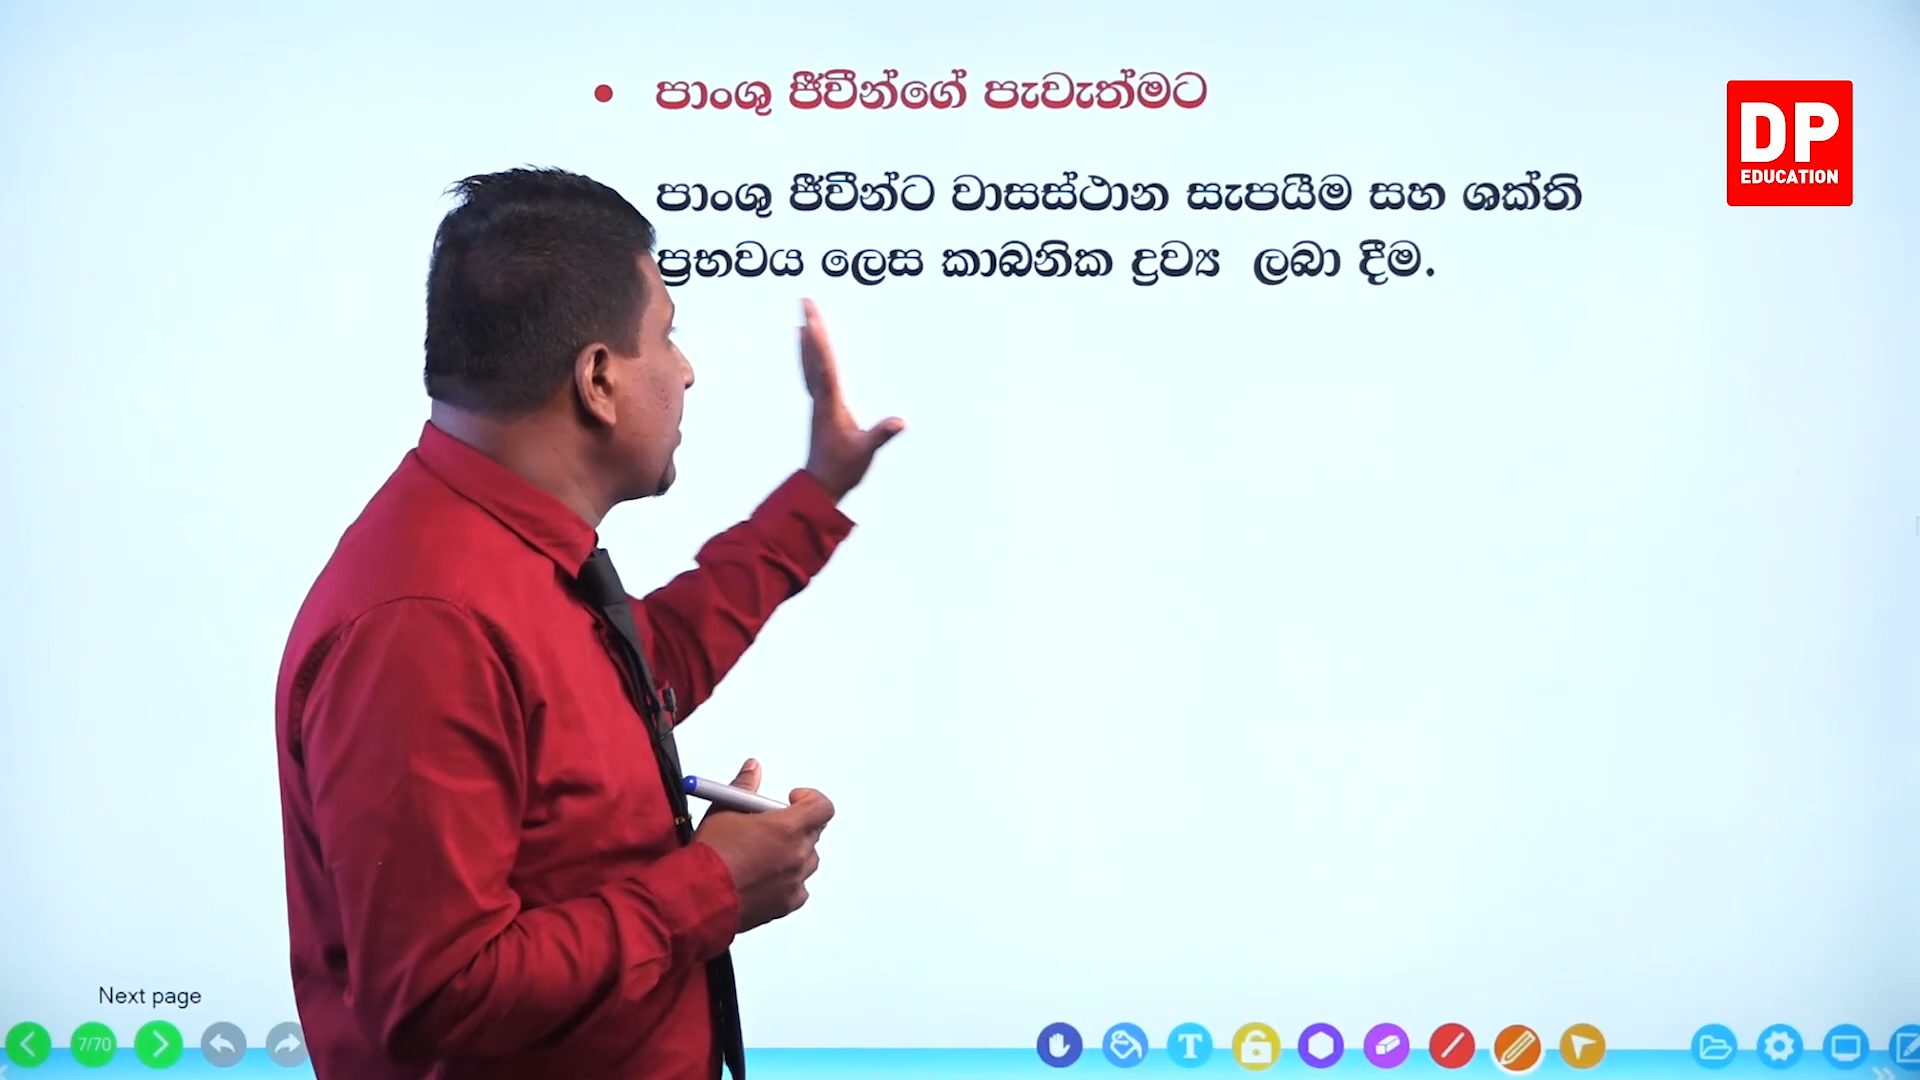 • පාංශු ජීවීන්ගේ පැවැත්මට
පාංශු ජීවීන්ට වාසස්ථාන සැපයීම සහ ශක්ති
ප්‍රභවය ලෙස කාබනික ද්‍රව්‍ය ලබා දීම.
DP
EDUCATION
Next page
7/70
T